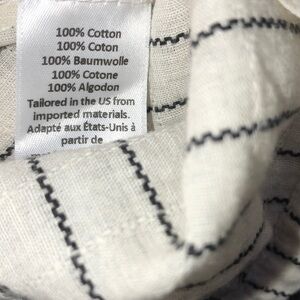 100% Cotton
100% Coton
100% Baumwolle
100% Cotone
100% Algodon
Tailored in the US from
imported materials.
Adapté aux États-Unis à
partir de